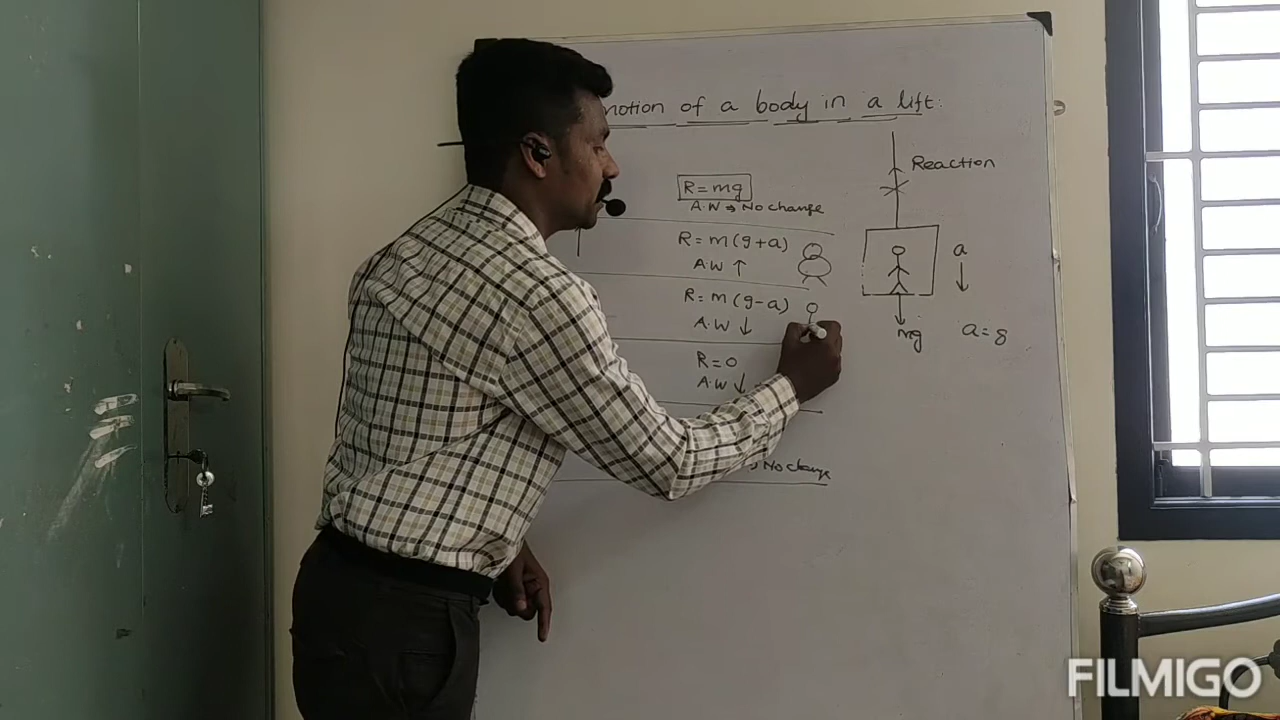 motion of a body in a lift:
R = mg
A.W ⇒ No change
R = m(g+a)
A.W ↑
R = m(g-a)
A.W ↓
R = 0
A.W ↓
No change
Reaction
a ↓
mg
a = g
FILMIGO